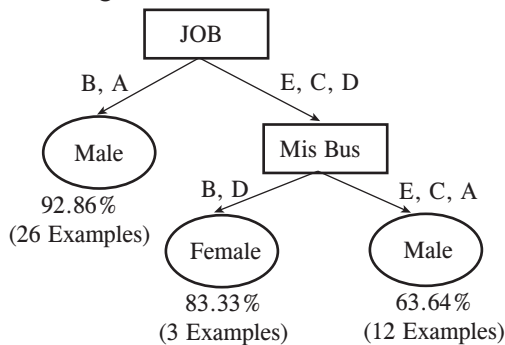 JOB
B, A
E, C, D
Male
Mis Bus
92.86%
(26 Examples)
B, D
E, C, A
Female
Male
83.33%
63.64%
(3 Examples)
(12 Examples)